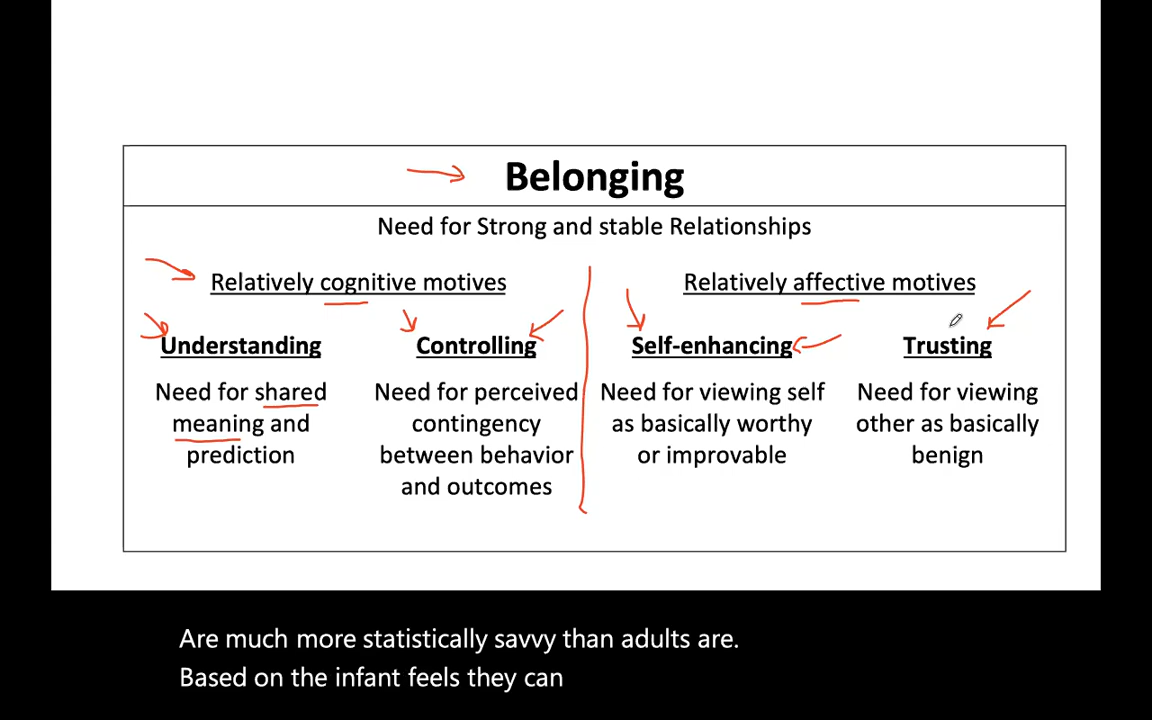 Belonging
Need for Strong and stable Relationships
Relatively cognitive motives
Relatively affective motives
Understanding
Controlling
Self-enhancing
Trusting
Need for shared
meaning and
prediction
Need for perceived
contingency
between behavior
and outcomes
Need for viewing self
as basically worthy
or improvable
Need for viewing
other as basically
benign
Are much more statistically savvy than adults are.
Based on the infant feels they can